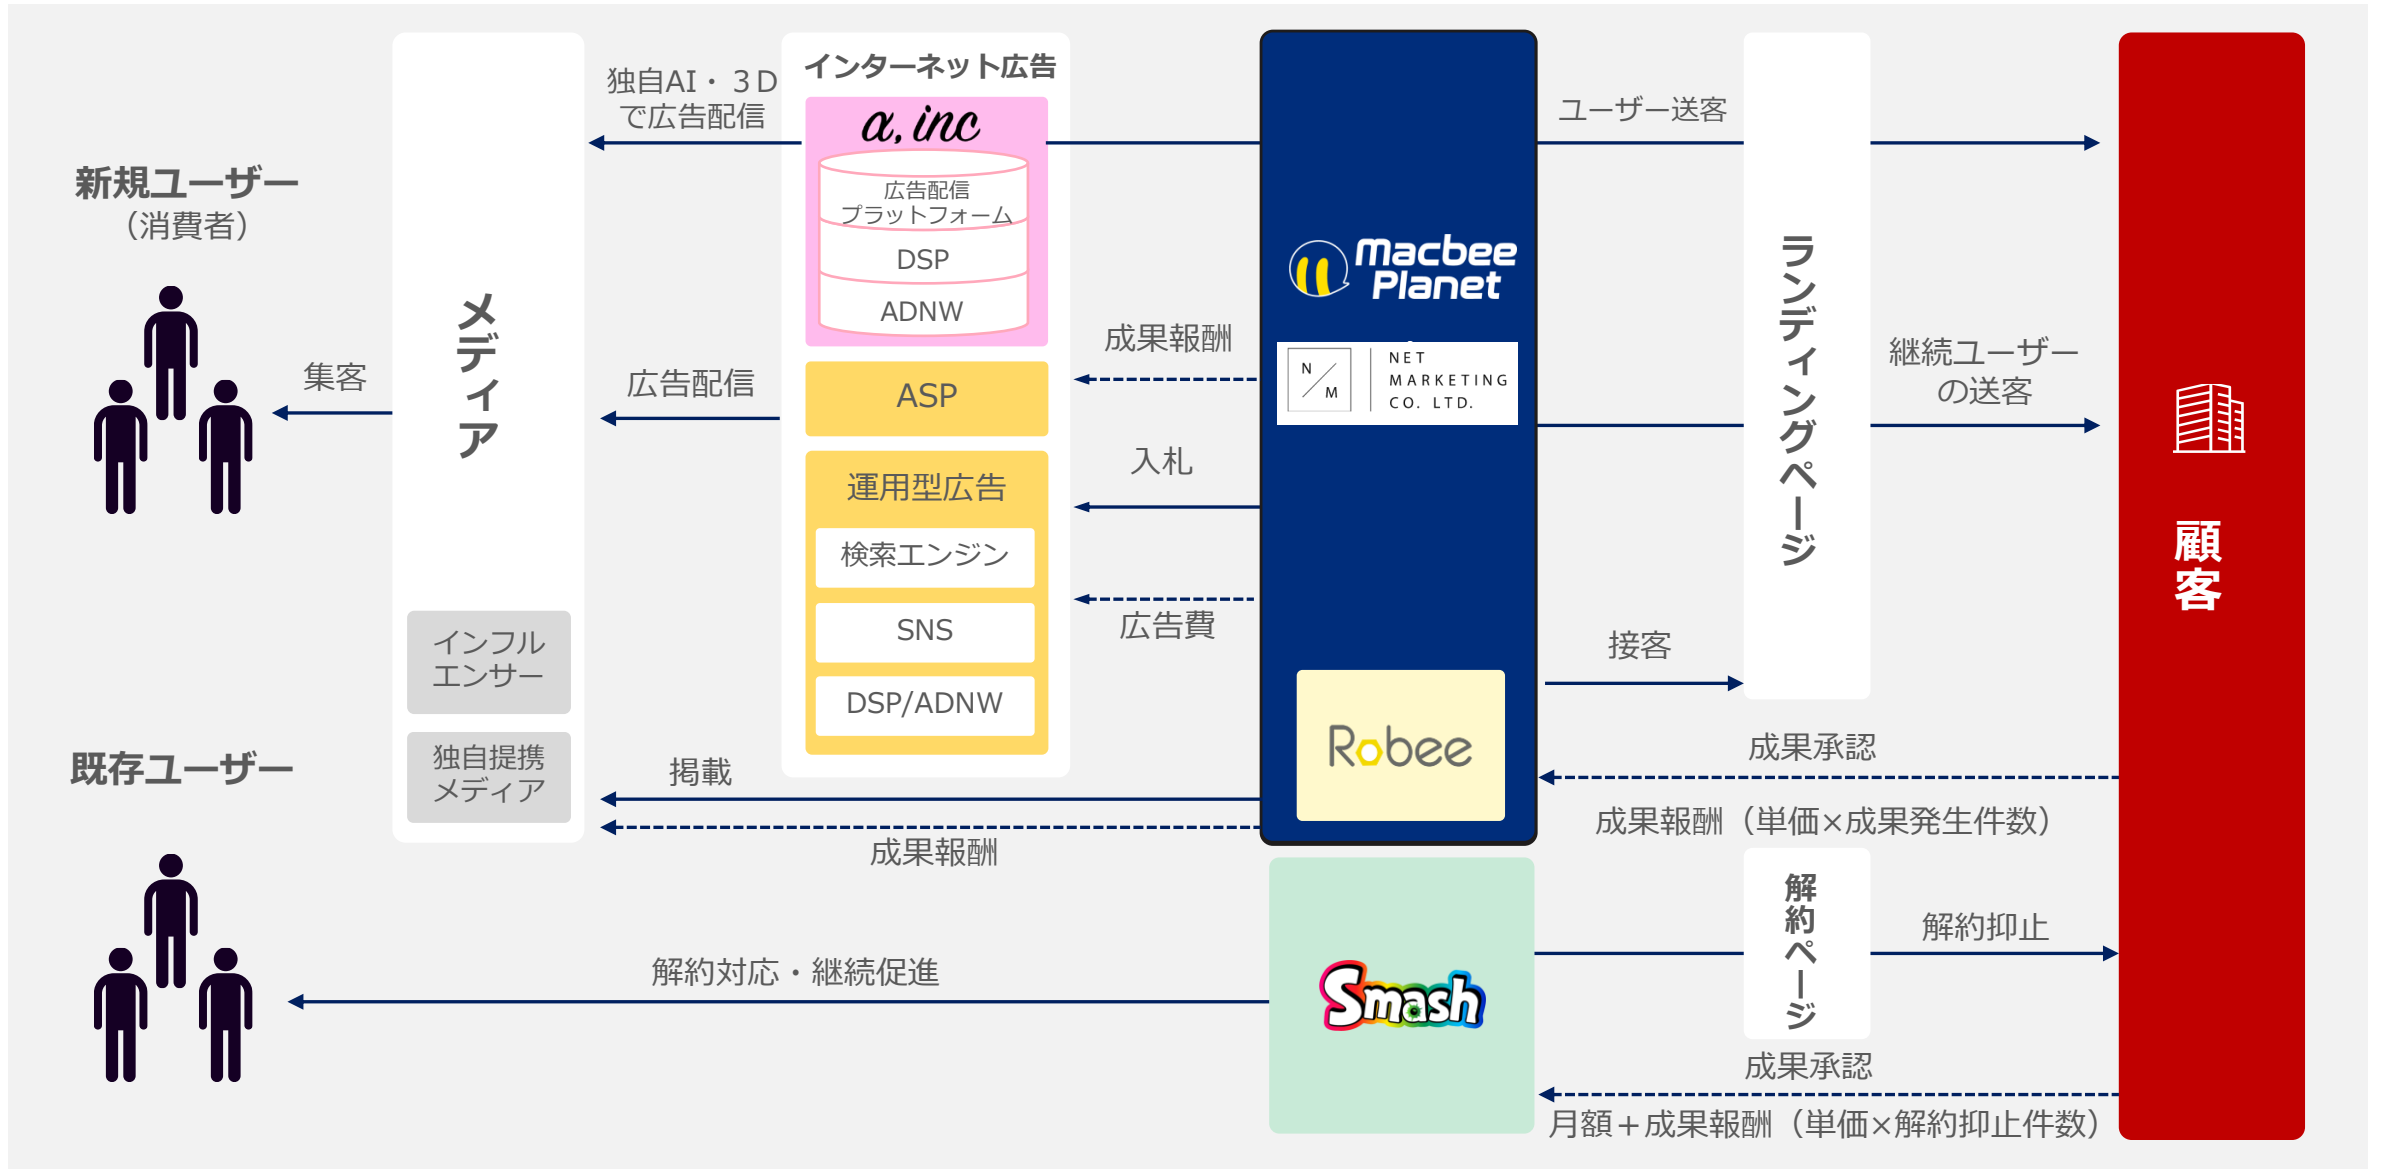 新規ユーザー
（消費者）
集客
既存ユーザー
メディア
インフル
エンサー
独自提携
メディア
独自AI・３D
で広告配信
広告配信
掲載
成果報酬
解約対応・継続促進
インターネット広告
α, inc
広告配信
プラットフォーム
DSP
ADNW
ASP
運用型広告
検索エンジン
SNS
DSP/ADNW
成果報酬
入札
広告費
Macbee
Planet
N
M
NET
MARKETING
CO. LTD.
Robee
Smash
ユーザー送客
ランディングページ
継続ユーザー
の送客
接客
成果承認
成果報酬（単価×成果発生件数）
解約ページ
解約抑止
成果承認
月額＋成果報酬（単価×解約抑止件数）
顧客